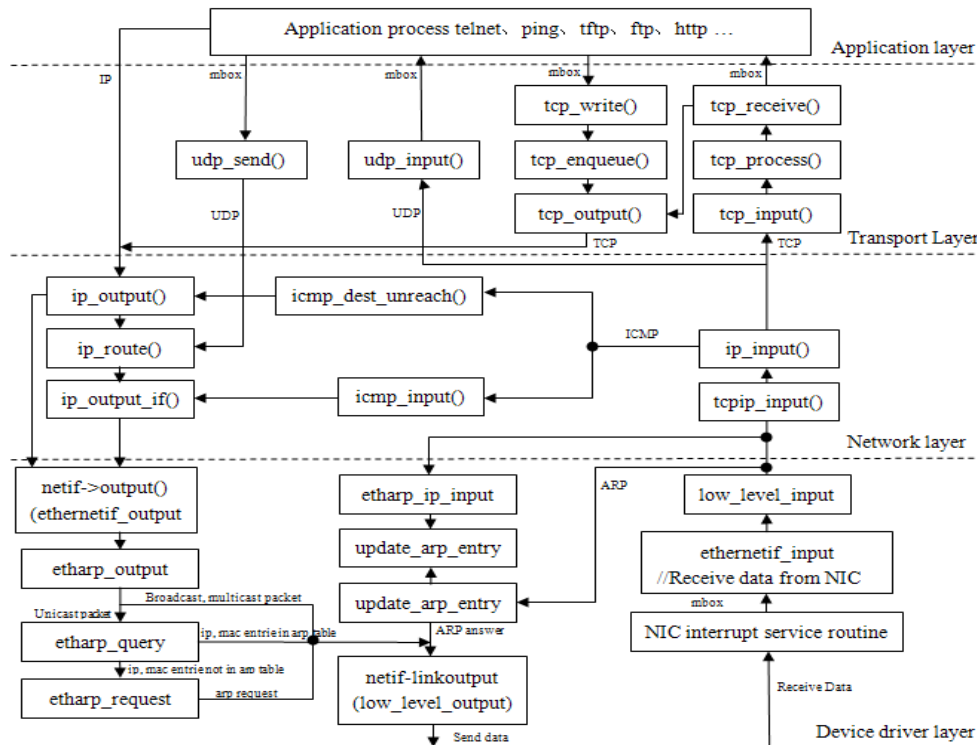 Application process telnet、ping、tftp、ftp、http …
Application layer
IP
mbox
mbox
mbox
mbox
tcp_write()
tcp_receive()
udp_send()
udp_input()
tcp_enqueue()
tcp_process()
UDP
UDP
tcp_output()
tcp_input()
TCP
TCP
Transport Layer
ip_output()
icmp_dest_unreach()
ICMP
ip_route()
ip_input()
ip_output_if()
icmp_input()
tcpip_input()
Network layer
netif->output()
(ethernetif_output
etharp_ip_input
ARP
low_level_input
update_arp_entry
ethernetif_input
//Receive data from NIC
etharp_output
Broadcast, multicast packet
update_arp_entry
mbox
Unicast packet
ARP answer
etharp_query
ip, mac entrie in arp table
NIC interrupt service routine
ip, mac entrie not in arp table
netif-linkoutput
(low_level_output)
etharp_request
arp request
Receive Data
Send data
Device driver layer